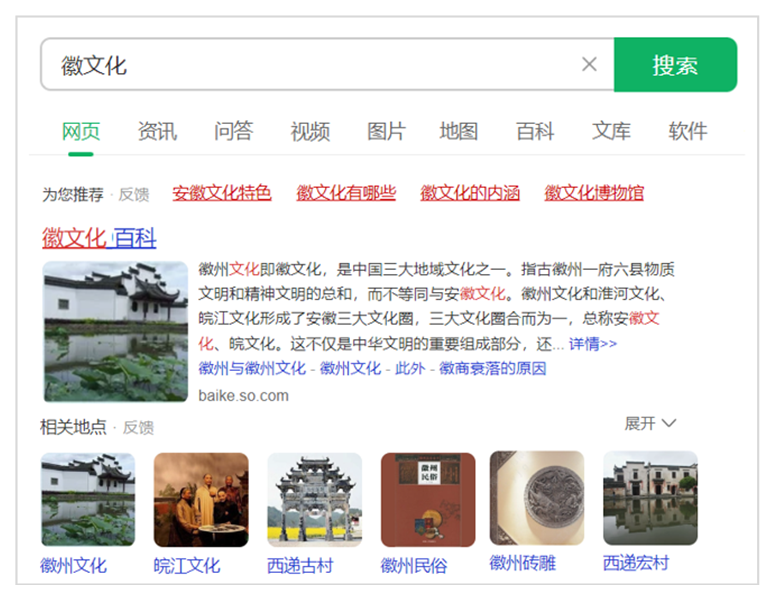 徽文化 × 搜索
网页 资讯 问答 视频 图片 地图 百科 文库 软件
为您推荐 · 反馈 安徽文化特色 徽文化有哪些 徽文化的内涵 徽文化博物馆
徽文化_百科
徽州文化即徽文化，是中国三大地域文化之一。指古徽州一府六县物质
文明和精神文明的总和，而不等同与安徽文化。徽州文化和淮河文化、
皖江文化形成了安徽三大文化圈，三大文化圈合而为一，总称安徽文
化、皖文化。这不仅是中华文明的重要组成部分，还... 详情>>
徽州与徽州文化 - 徽州文化 - 此外 - 徽商衰落的原因
baike.so.com
相关地点 · 反馈 展开
徽州
民俗
徽州文化 皖江文化 西递古村 徽州民俗 徽州砖雕 西递宏村